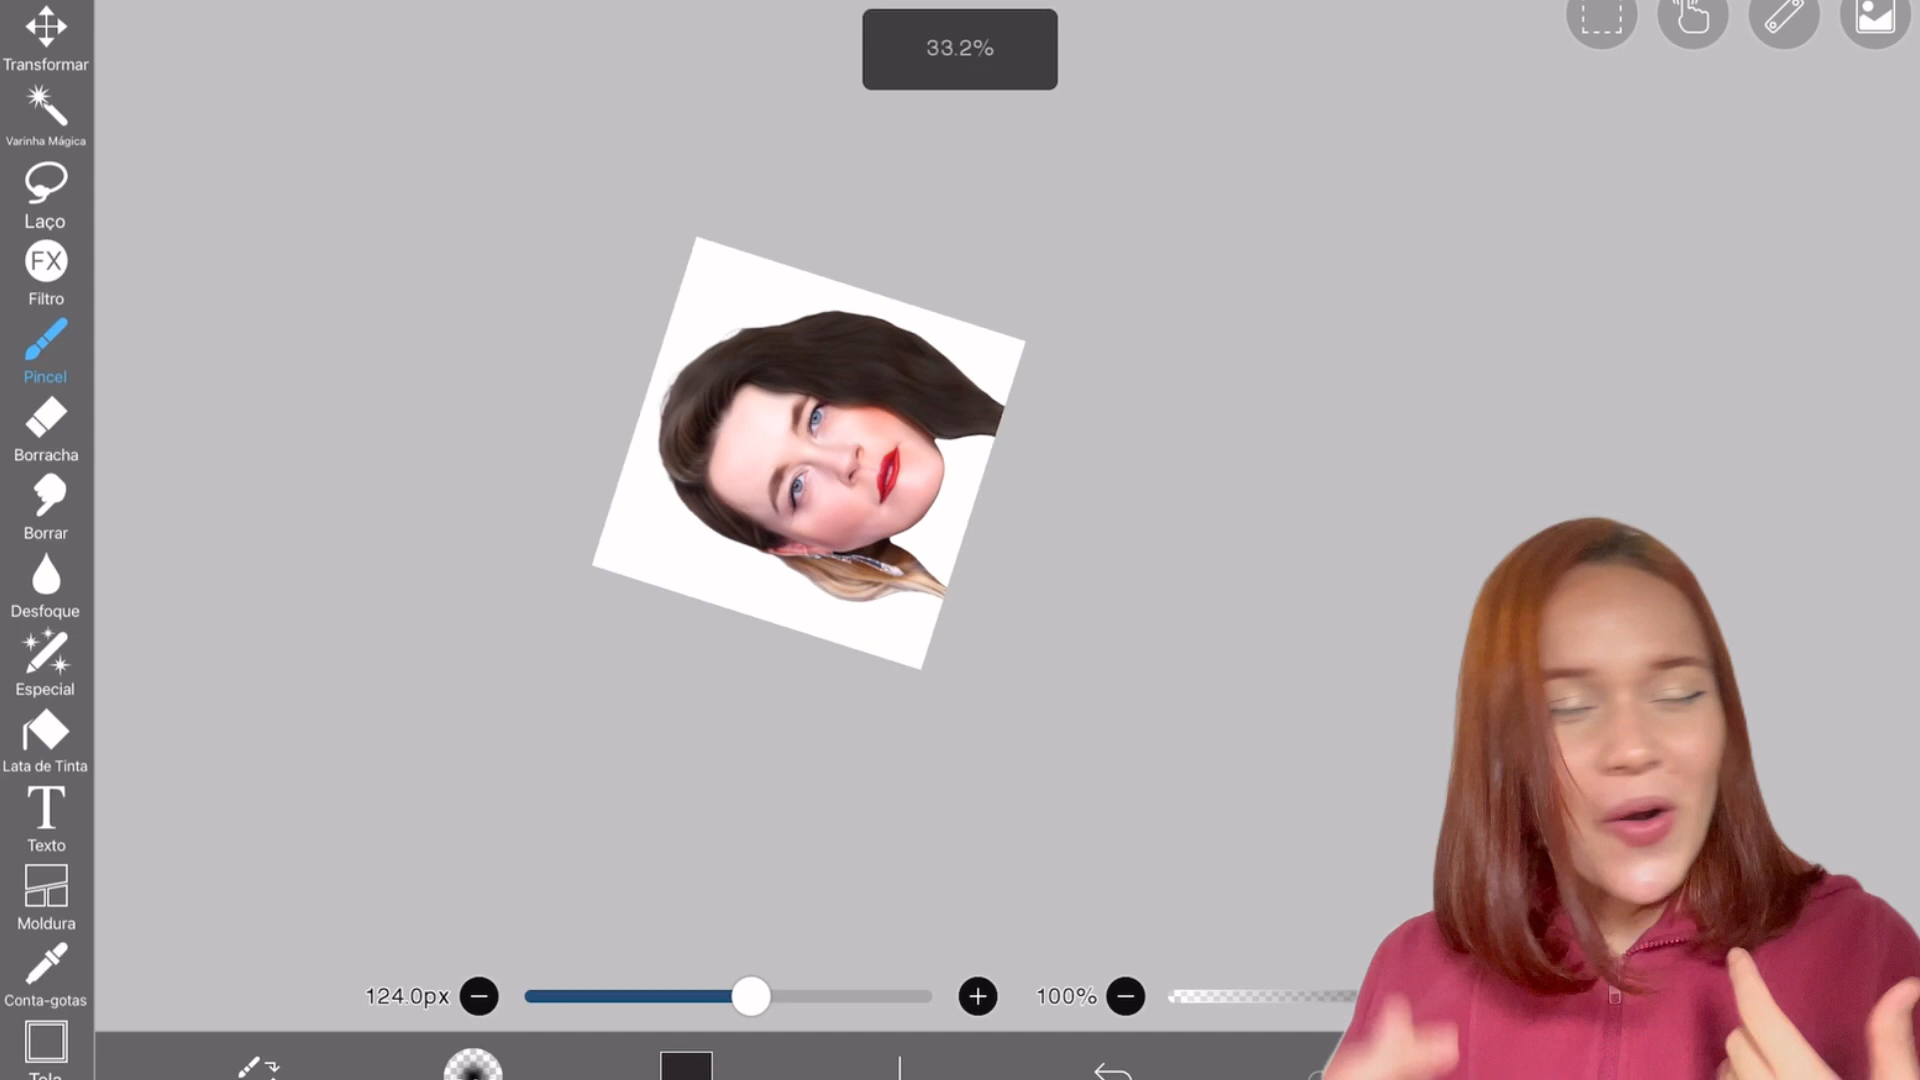 33.2%
Transformar
Varinha Mágica
Laço
FX
Filtro
Pincel
Borracha
Borrar
Desfoque
Especial
Lata de Tinta
T
Texto
Moldura
Conta-gotas
Tela
124.0px
100%